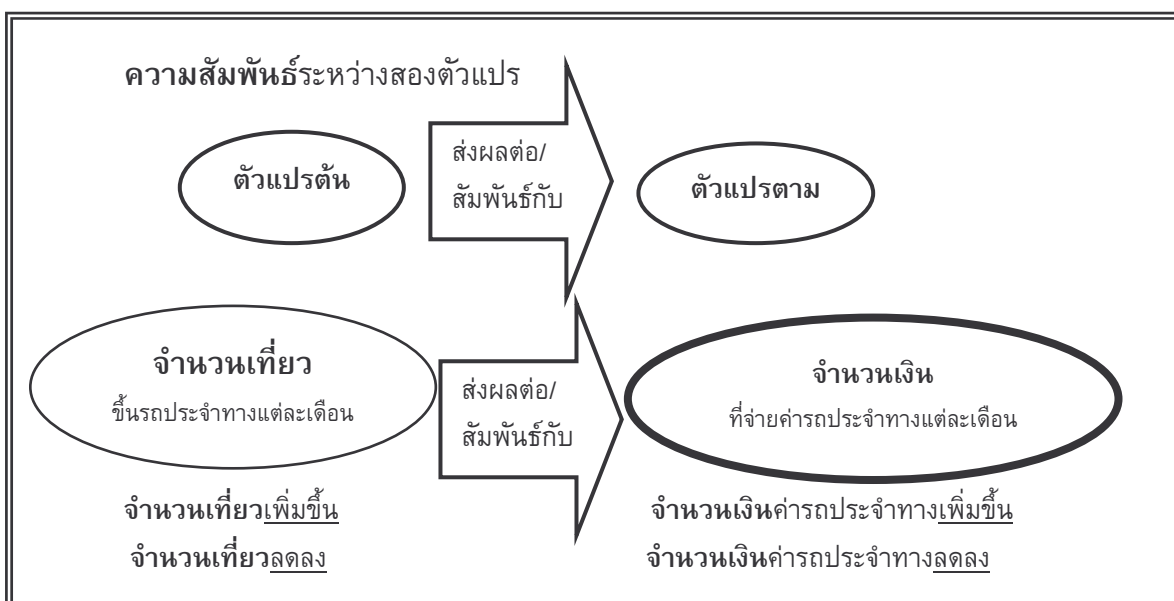 ความสัมพันธ์ระหว่างสองตัวแปร
ตัวแปรต้น
ส่งผลต่อ/
สัมพันธ์กับ
ตัวแปรตาม
จำนวนเที่ยว
ขึ้นรถประจำทางแต่ละเดือน
ส่งผลต่อ/
สัมพันธ์กับ
จำนวนเงิน
ที่จ่ายค่ารถประจำทางแต่ละเดือน
จำนวนเที่ยวเพิ่มขึ้น
จำนวนเงินค่ารถประจำทางเพิ่มขึ้น
จำนวนเที่ยวลดลง
จำนวนเงินค่ารถประจำทางลดลง